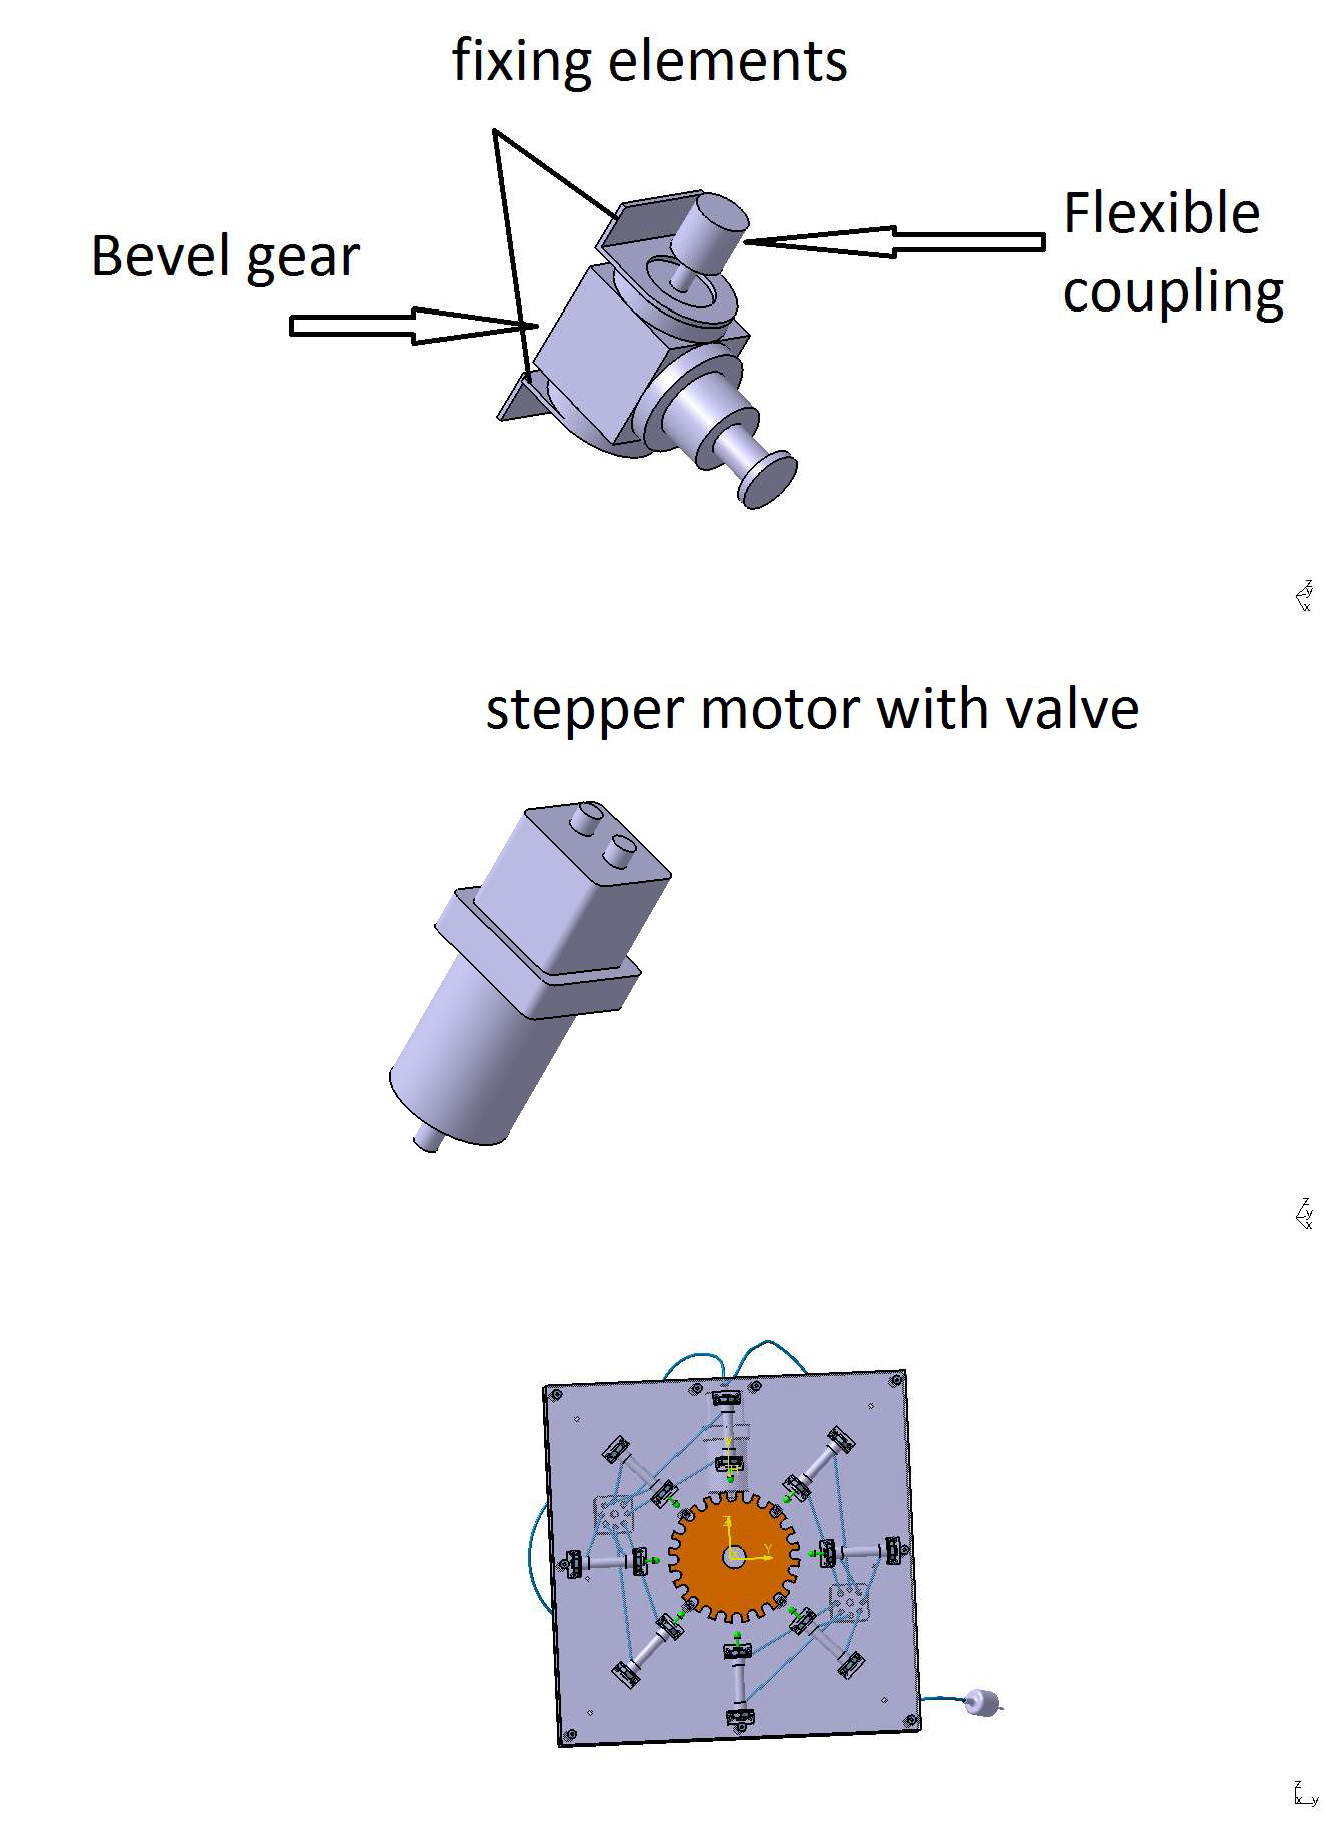 fixing elements
Bevel gear
Flexible
coupling
z
y
x
stepper motor with valve
z
y
x
Z
Y
z
x y